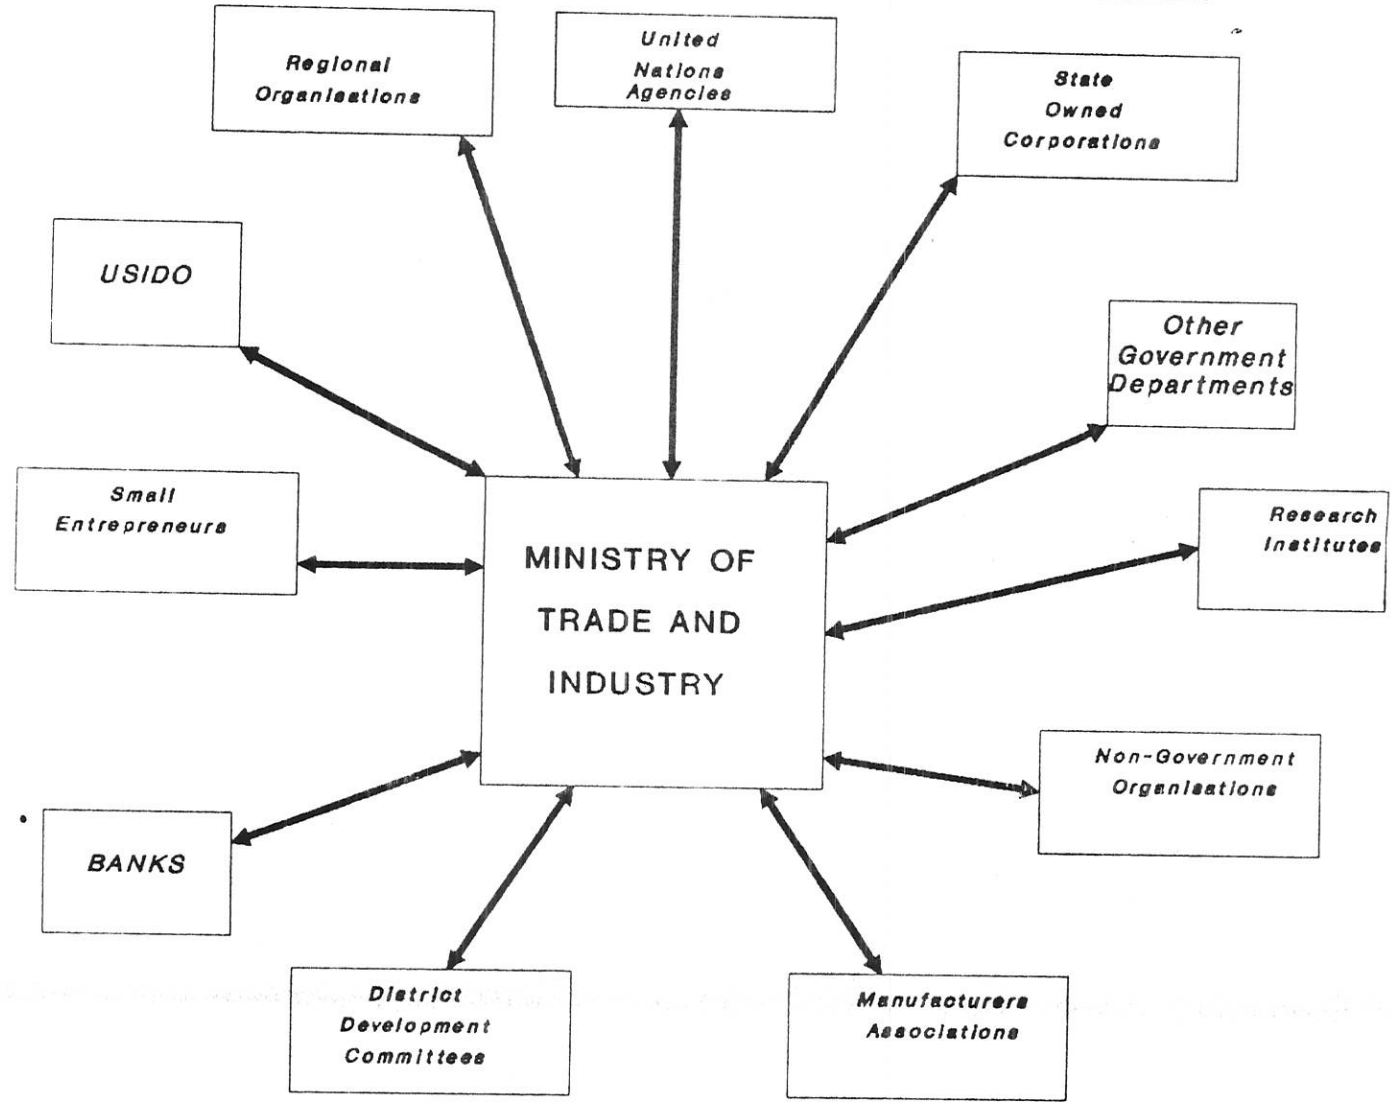 Regional
Organisations
United
Nations
Agencies
State
Owned
Corporations
USIDO
Other
Government
Departments
Small
Entrepreneurs
Research
Institutes
MINISTRY OF
TRADE AND
INDUSTRY
Non-Government
Organisations
BANKS
District
Development
Committees
Manufacturers
Associations